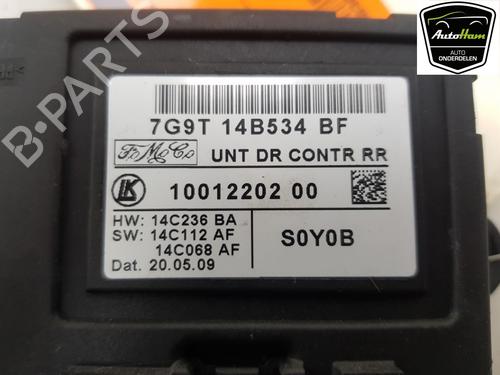 AutoHam
AUTO
ONDERDELEN
B-Parts
7G9T 14B534 BF
F M C
UNT DR CONTR RR
LK
10012202 00
HW: 14C236 BA
SW: 14C112 AF
14C068 AF
Dat. 20.05.09
S0Y0B